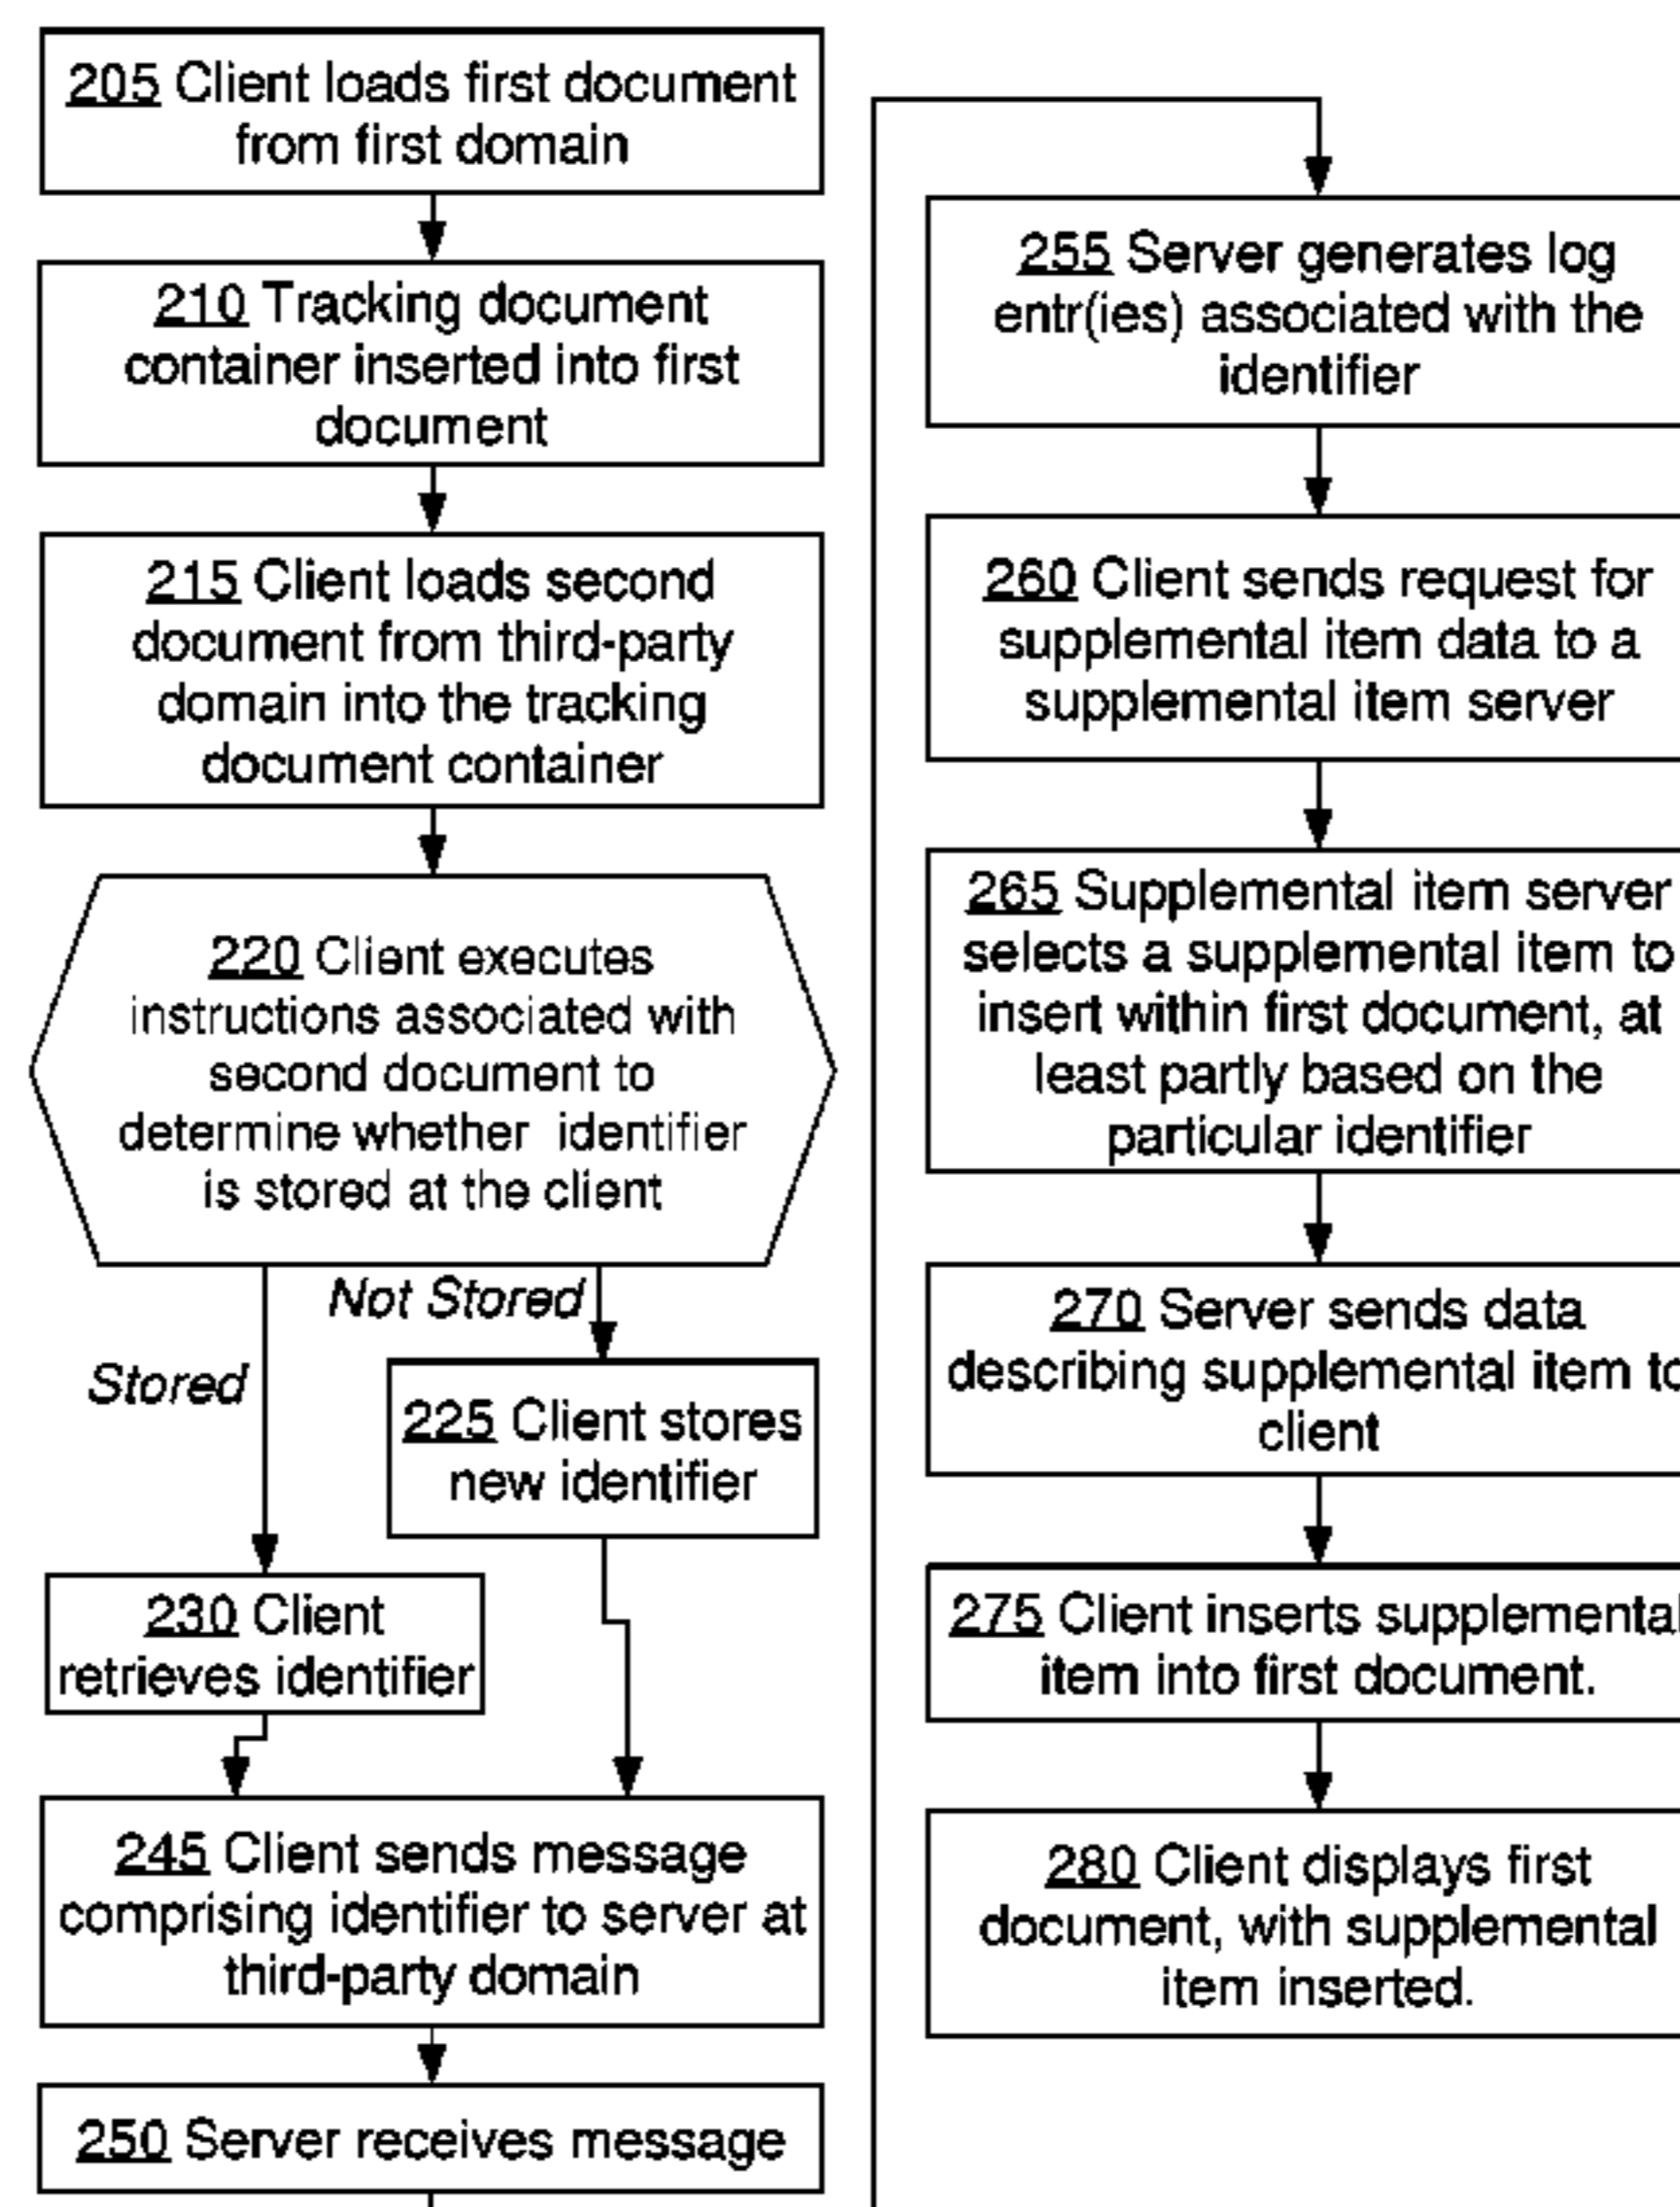 205 Client loads first document
from first domain
210 Tracking document
container inserted into first
document
215 Client loads second
document from third-party
domain into the tracking
document container
220 Client executes
instructions associated with
second document to
determine whether identifier
is stored at the client
Not Stored
Stored
225 Client stores
new identifier
230 Client
retrieves identifier
245 Client sends message
comprising identifier to server at
third-party domain
250 Server receives message
255 Server generates log
entr(ies) associated with the
identifier
260 Client sends request for
supplemental item data to a
supplemental item server
265 Supplemental item server
selects a supplemental item to
insert within first document, at
least partly based on the
particular identifier
270 Server sends data
describing supplemental item to
client
275 Client inserts supplemental
item into first document.
280 Client displays first
document, with supplemental
item inserted.